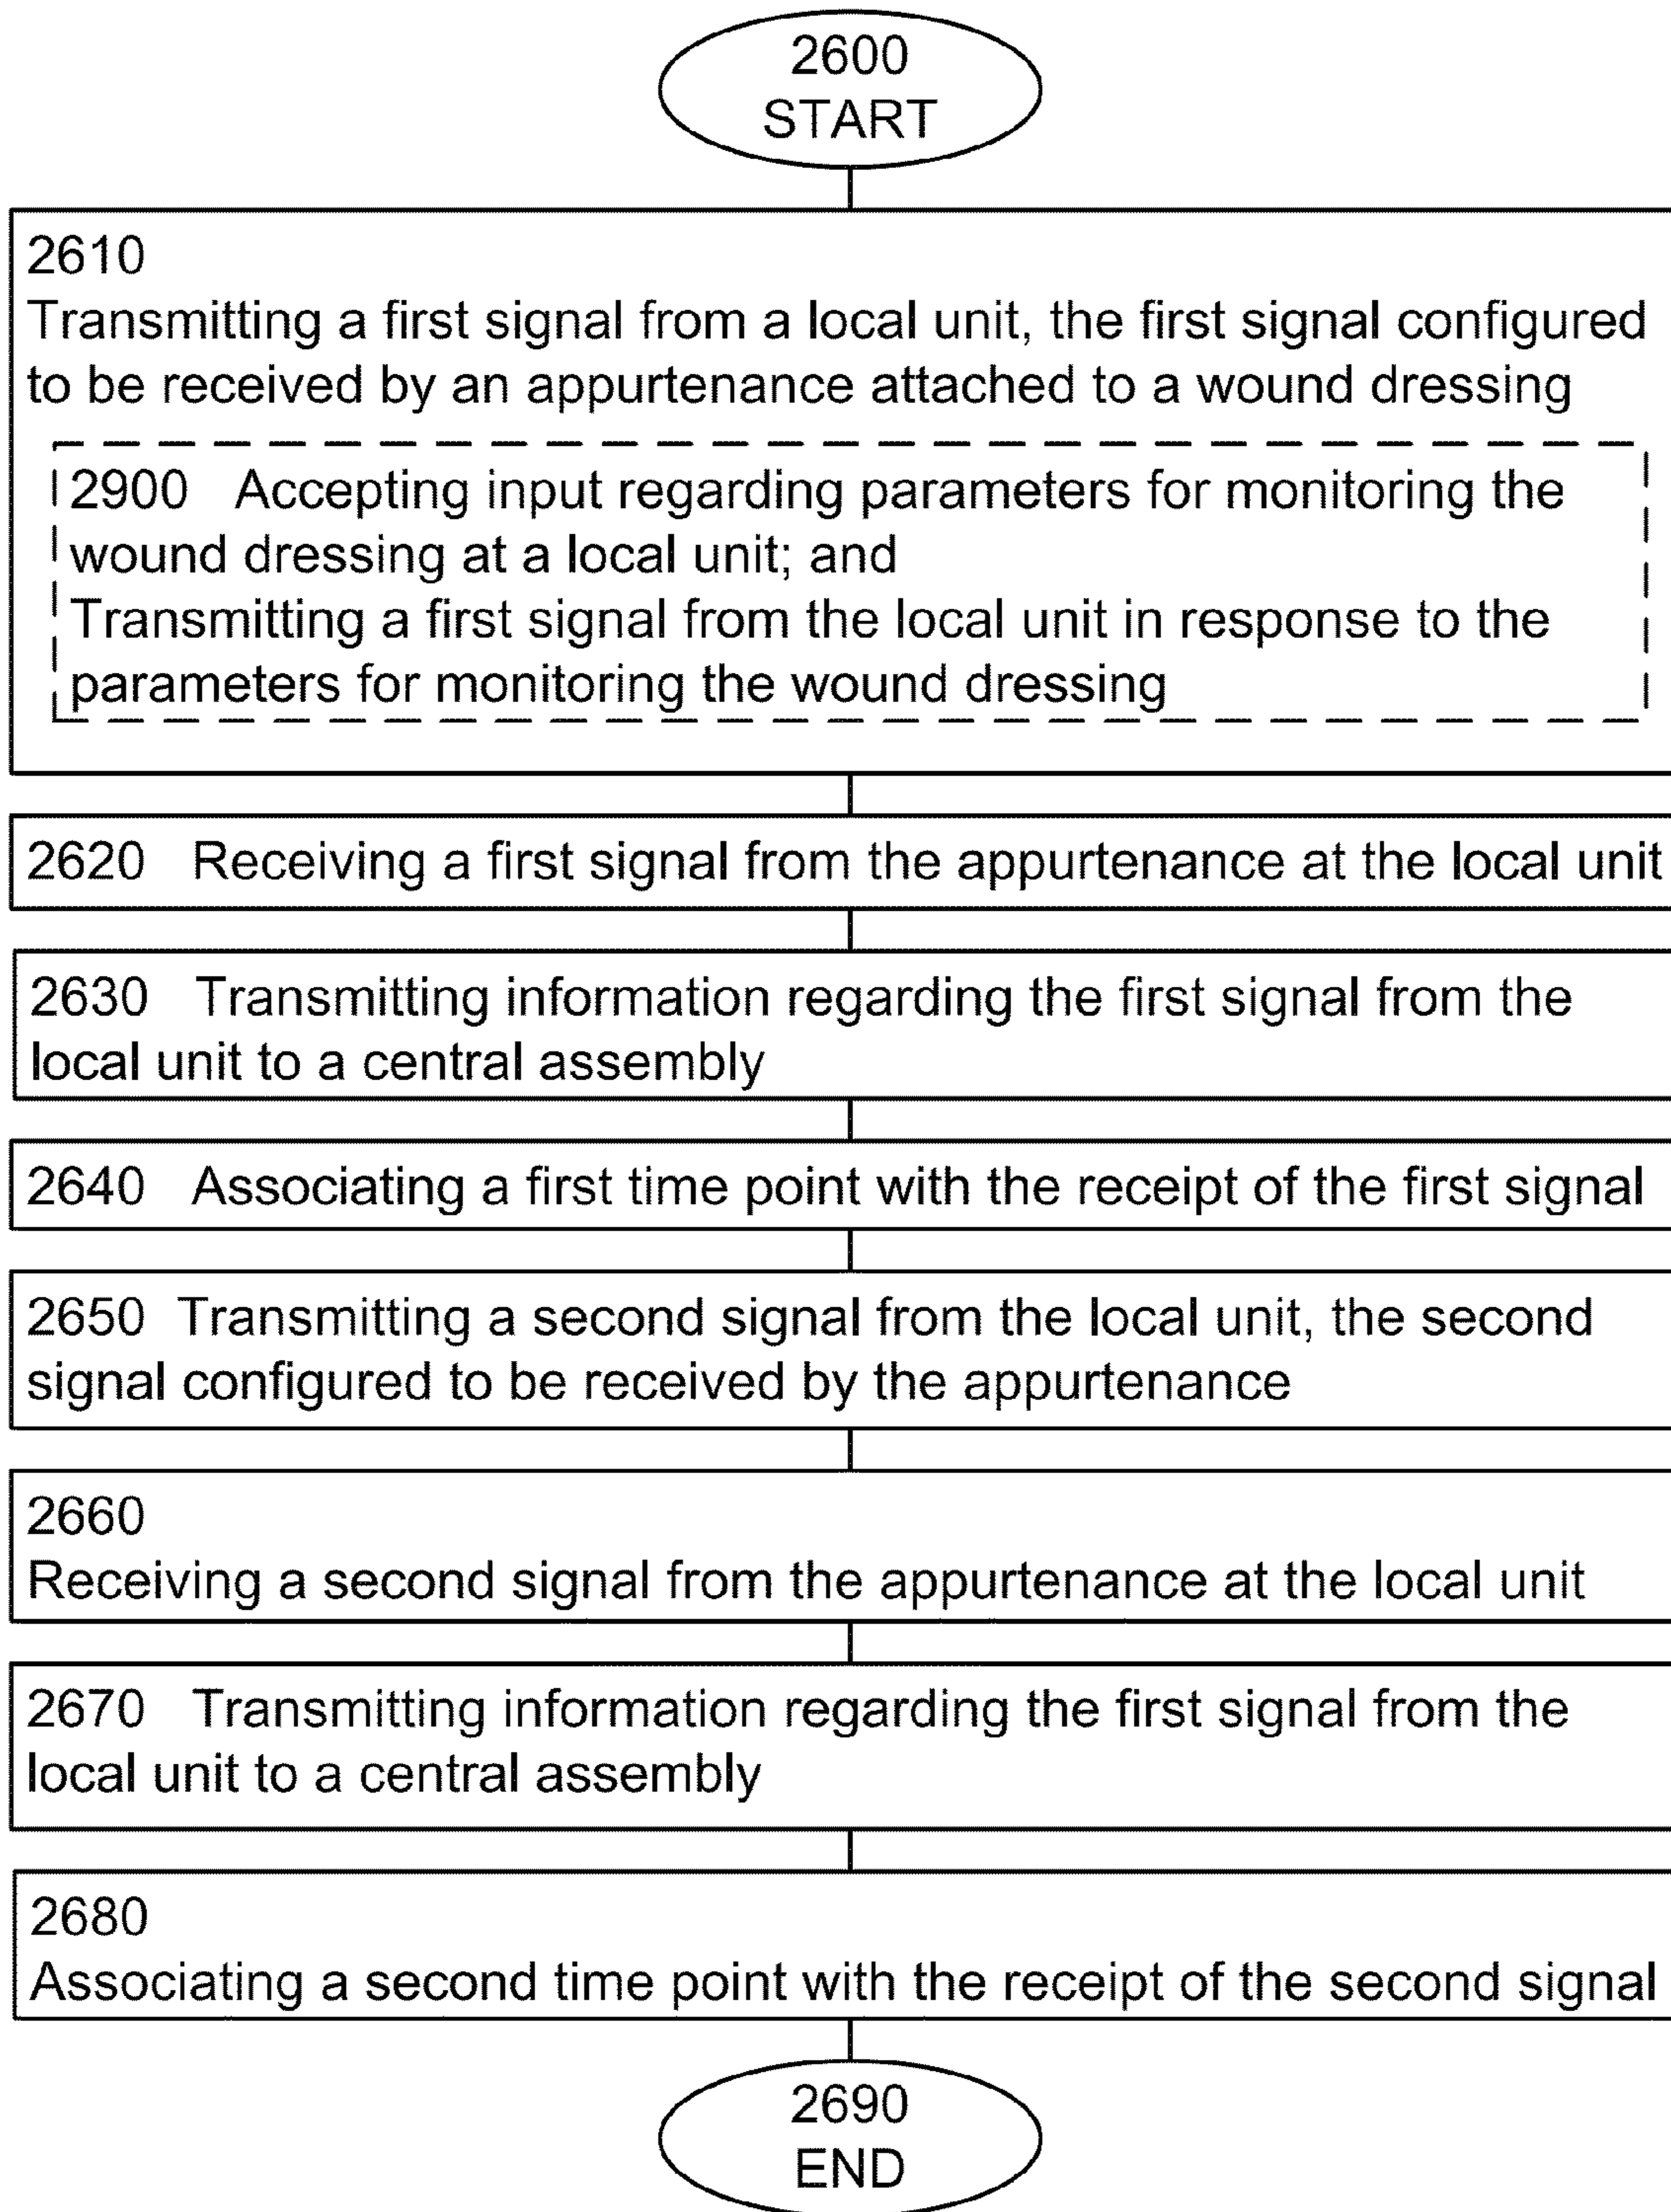 2600
START
2610
Transmitting a first signal from a local unit, the first signal configured
to be received by an appurtenance attached to a wound dressing
2900 Accepting input regarding parameters for monitoring the
wound dressing at a local unit; and
Transmitting a first signal from the local unit in response to the
parameters for monitoring the wound dressing
2620 Receiving a first signal from the appurtenance at the local unit
2630 Transmitting information regarding the first signal from the
local unit to a central assembly
2640 Associating a first time point with the receipt of the first signal
2650 Transmitting a second signal from the local unit, the second
signal configured to be received by the appurtenance
2660
Receiving a second signal from the appurtenance at the local unit
2670 Transmitting information regarding the first signal from the
local unit to a central assembly
2680
Associating a second time point with the receipt of the second signal
2690
END